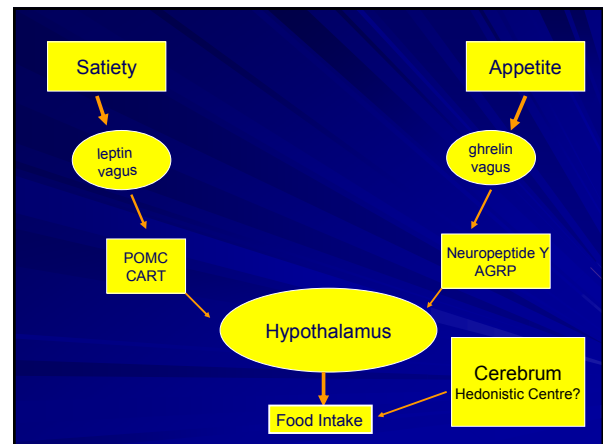 Satiety
Appetite
leptin
vagus
ghrelin
vagus
POMC
CART
Neuropeptide Y
AGRP
Hypothalamus
Cerebrum
Hedonistic Centre?
Food Intake